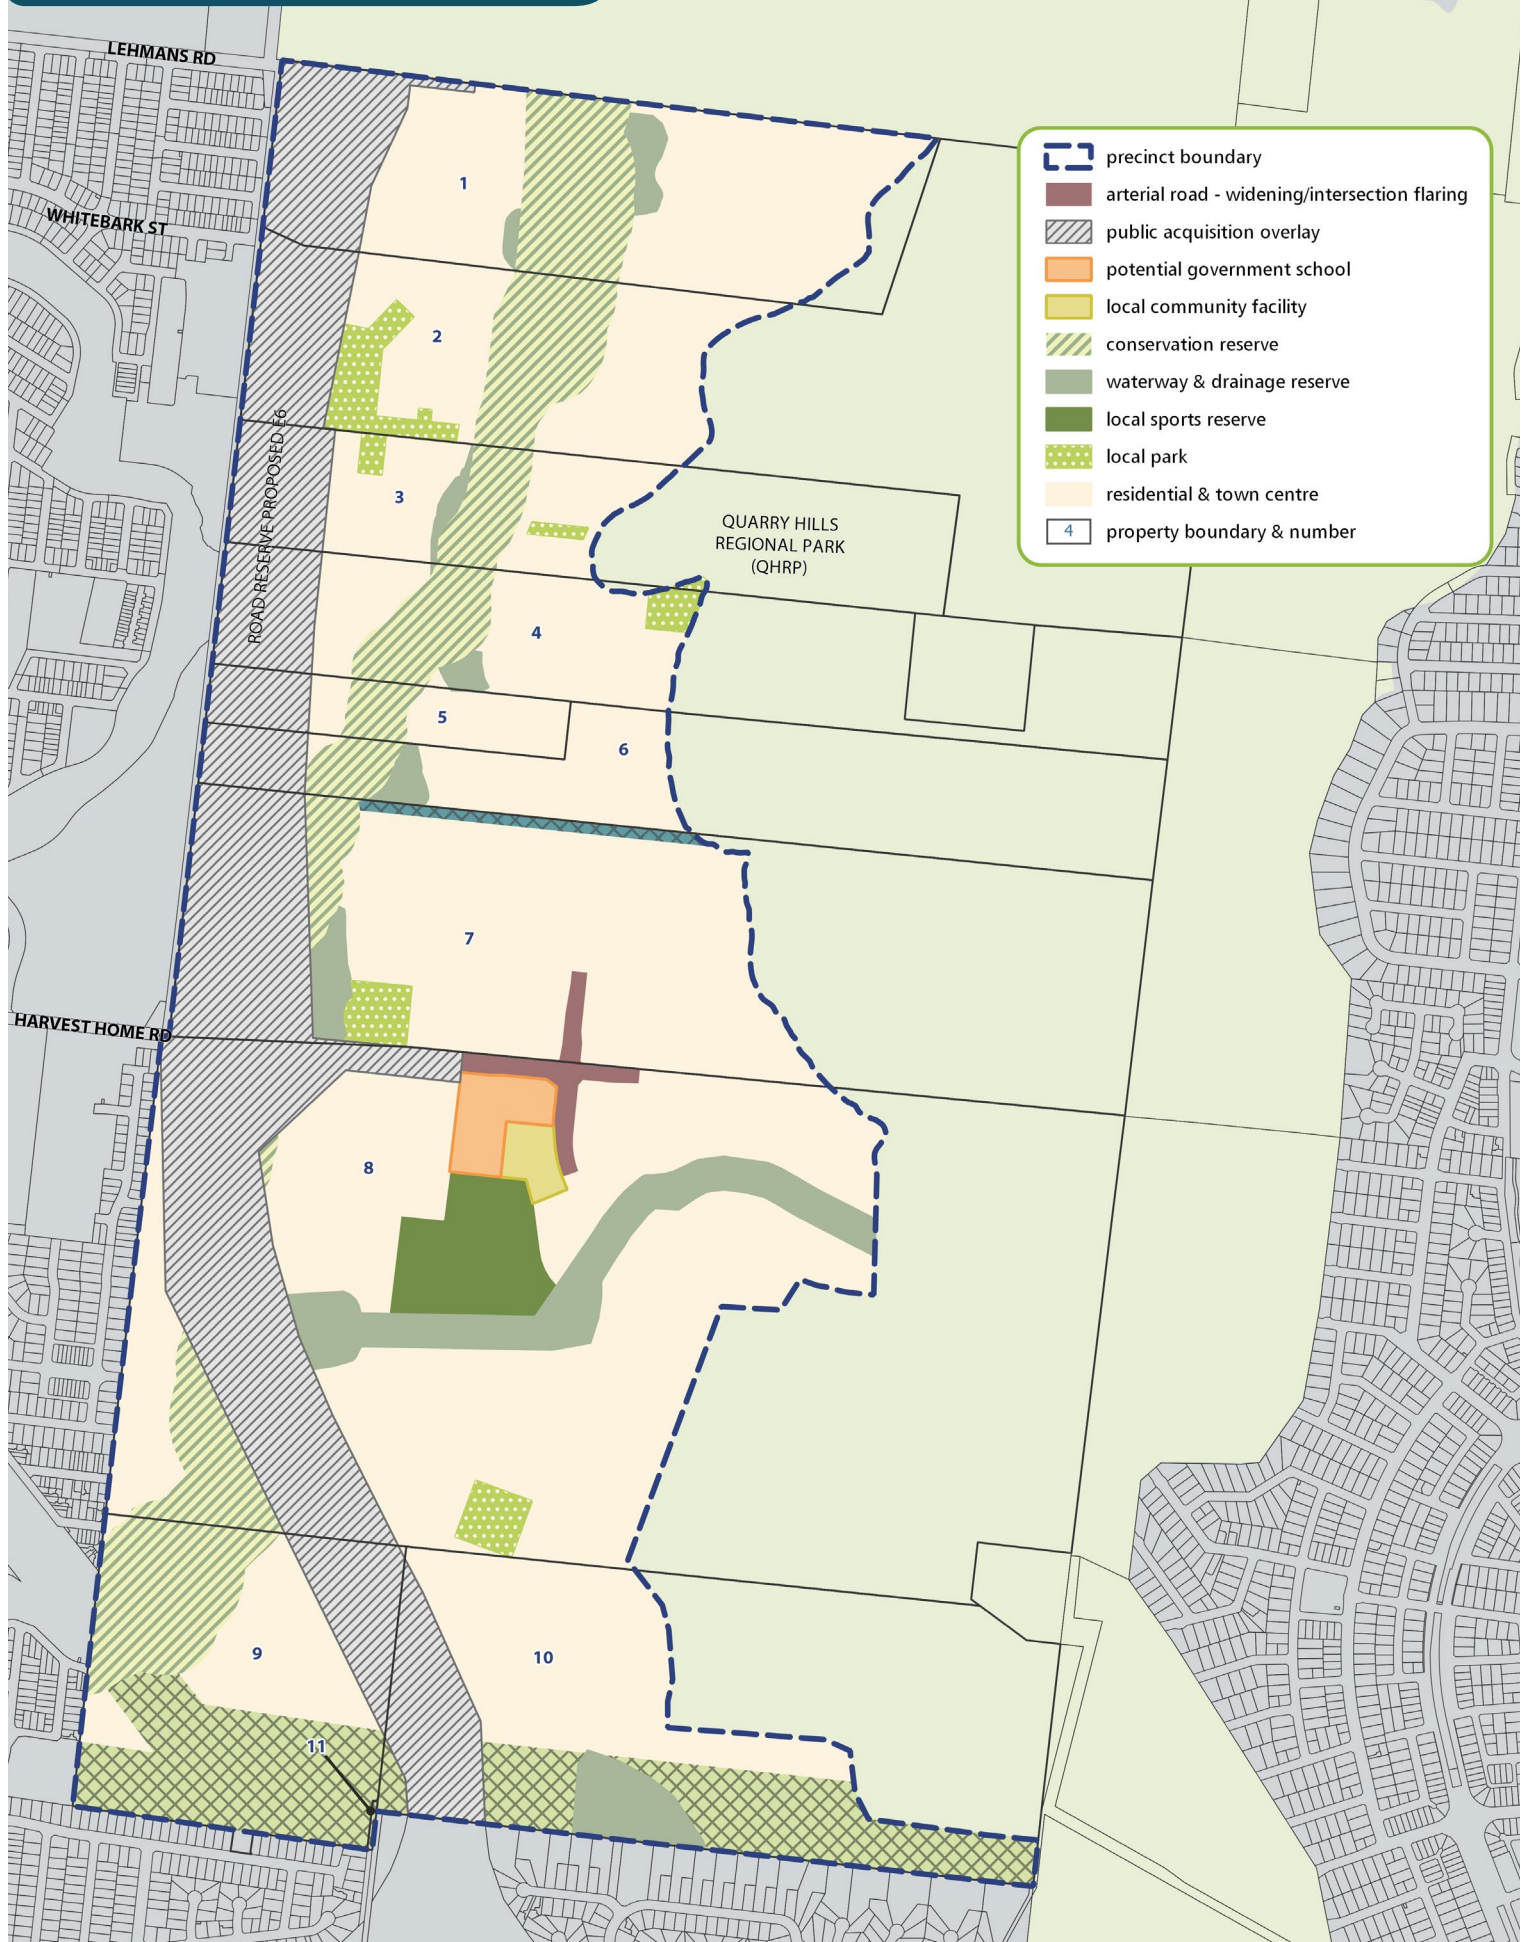 LEHMANS RD
WHITEBARK ST
HARVEST HOME RD
ROAD RESERVE PROPOSED E6
QUARRY HILLS
REGIONAL PARK
(QHRP)
1
2
3
4
5
6
7
8
9
10
11
precinct boundary
arterial road - widening/intersection flaring
public acquisition overlay
potential government school
local community facility
conservation reserve
waterway & drainage reserve
local sports reserve
local park
residential & town centre
4 property boundary & number